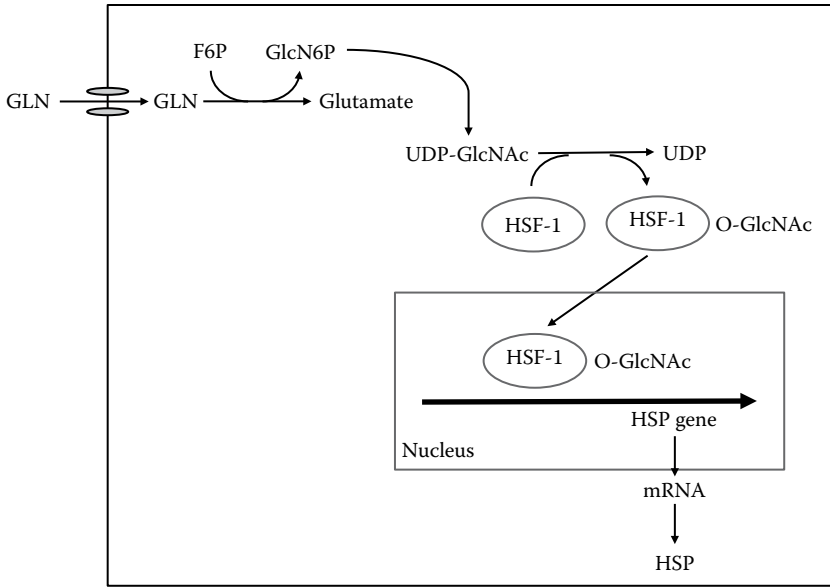 F6P
GlcN6P
GLN
GLN
Glutamate
UDP-GlcNAc
UDP
HSF-1
HSF-1
O-GlcNAc
HSF-1
O-GlcNAc
HSP gene
Nucleus
mRNA
HSP